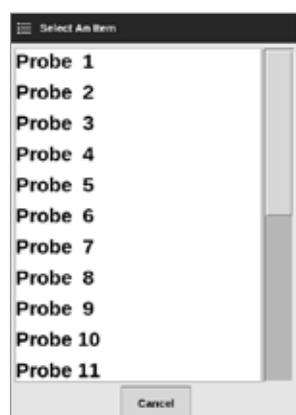 Select An Item
Probe 1
Probe 2
Probe 3
Probe 4
Probe 5
Probe 6
Probe 7
Probe 8
Probe 9
Probe 10
Probe 11
Cancel